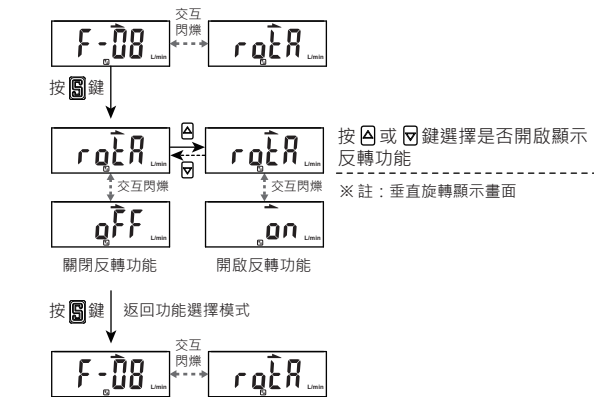 交互
閃爍
F-08 L/min
rotA L/min
按 S 鍵
rotA L/min
rotA L/min
按 △ 或 ▽ 鍵選擇是否開啟顯示
反轉功能
交互閃爍
交互閃爍
※ 註：垂直旋轉顯示畫面
oFF L/min
on L/min
關閉反轉功能
開啟反轉功能
按 S 鍵
返回功能選擇模式
交互
閃爍
F-08 L/min
rotA L/min